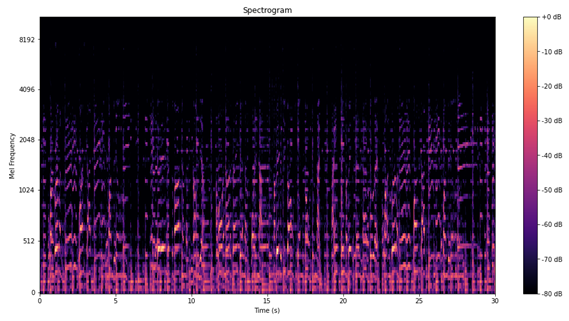 Spectrogram
8192
4096
2048
1024
512
0
Mel Frequency
0 5 10 15 20 25 30
Time (s)
+0 dB
-10 dB
-20 dB
-30 dB
-40 dB
-50 dB
-60 dB
-70 dB
-80 dB